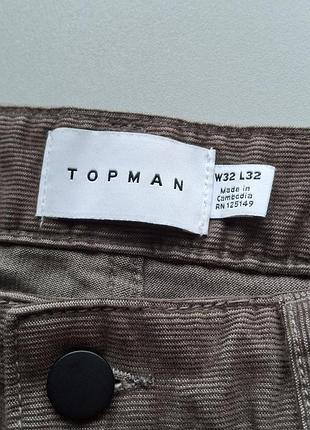 TOPMAN
W32 L32
Made in
Cambodia
RN 125149